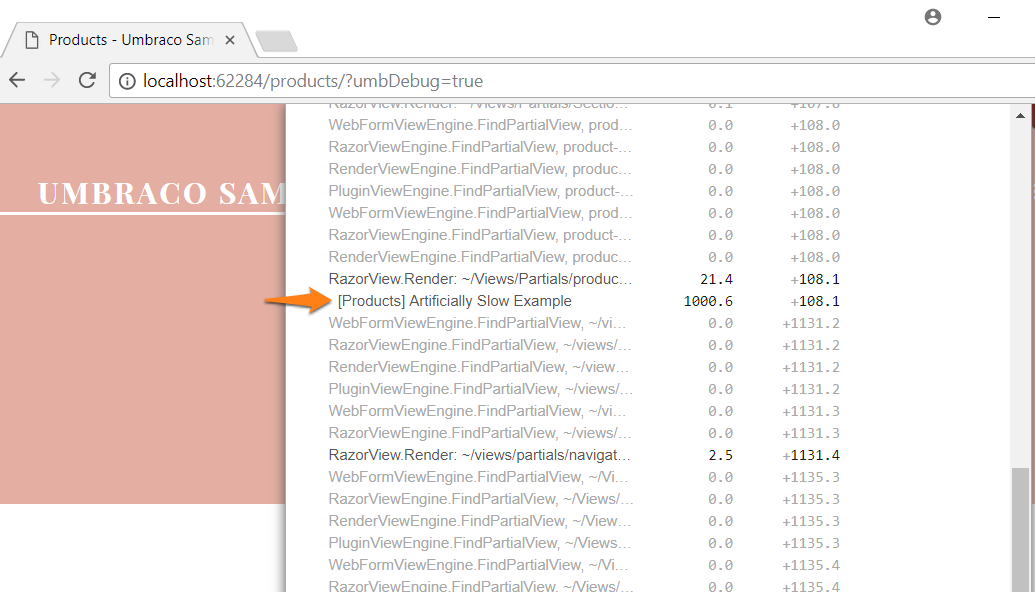 Products - Umbraco Sam
localhost:62284/products/?umbDebug=true
UMBRACO SAM
RazorView.Render: ~/Views/Partials/Sectio... 0.1 +107.8
WebFormViewEngine.FindPartialView, prod... 0.0 +108.0
RazorViewEngine.FindPartialView, product-... 0.0 +108.0
RenderViewEngine.FindPartialView, produc... 0.0 +108.0
PluginViewEngine.FindPartialView, product-... 0.0 +108.0
WebFormViewEngine.FindPartialView, prod... 0.0 +108.0
RazorViewEngine.FindPartialView, product-... 0.0 +108.0
RenderViewEngine.FindPartialView, produc... 0.0 +108.0
RazorView.Render: ~/Views/Partials/produc... 21.4 +108.1
[Products] Artificially Slow Example 1000.6 +108.1
WebFormViewEngine.FindPartialView, ~/vi... 0.0 +1131.2
RazorViewEngine.FindPartialView, ~/views/... 0.0 +1131.2
RenderViewEngine.FindPartialView, ~/view... 0.0 +1131.2
PluginViewEngine.FindPartialView, ~/views/... 0.0 +1131.2
WebFormViewEngine.FindPartialView, ~/vi... 0.0 +1131.3
RazorViewEngine.FindPartialView, ~/views/... 0.0 +1131.3
RazorView.Render: ~/views/partials/navigat... 2.5 +1131.4
WebFormViewEngine.FindPartialView, ~/Vi... 0.0 +1135.3
RazorViewEngine.FindPartialView, ~/Views/... 0.0 +1135.3
RenderViewEngine.FindPartialView, ~/View... 0.0 +1135.3
PluginViewEngine.FindPartialView, ~/Views... 0.0 +1135.3
WebFormViewEngine.FindPartialView, ~/Vi... 0.0 +1135.4
RazorViewEngine.FindPartialView, ~/Views/... 0.0 +1135.4